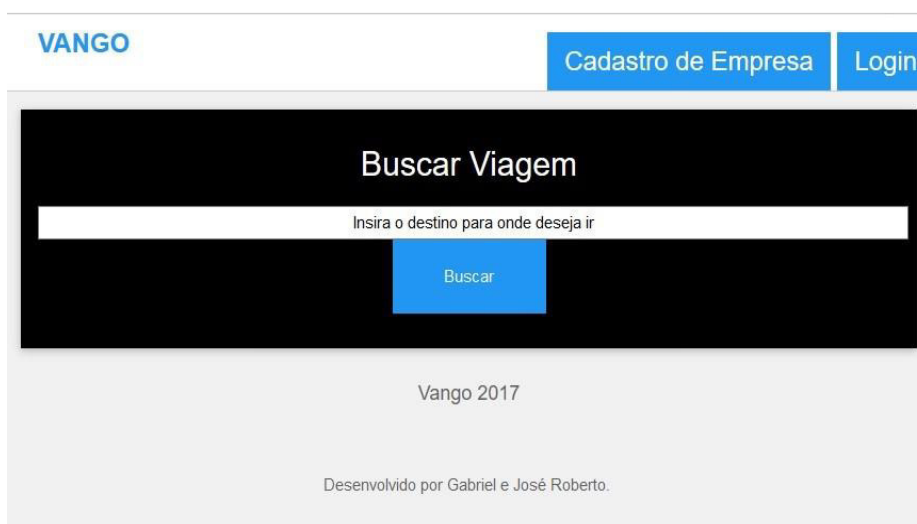 VANGO
Cadastro de Empresa
Login
Buscar Viagem
Insira o destino para onde deseja ir
Buscar
Vango 2017
Desenvolvido por Gabriel e José Roberto.